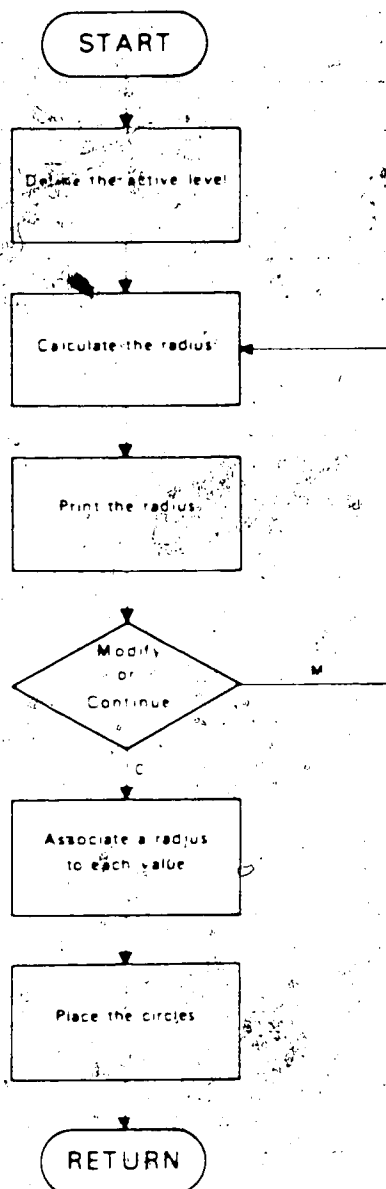 START
Define the active level
Calculate the radius
Print the radius
Modify
or
Continue
M
C
Associate a radius
to each value
Place the circles
RETURN